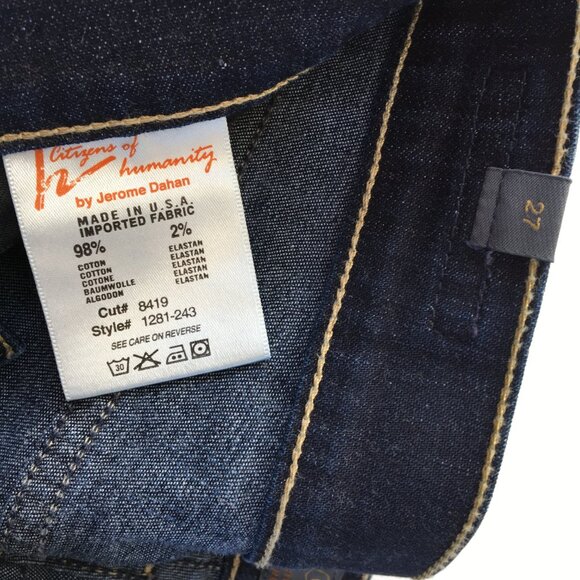 Citizens of
humanity
by Jerome Dahan
MADE IN U.S.A.
IMPORTED FABRIC
98% 2%
COTON ELASTAN
COTTON ELASTAN
COTONE ELASTAN
BAUMWOLLE ELASTAN
ALGODON ELASTAN
Cut# 8419
Style# 1281-243
SEE CARE ON REVERSE
30
27